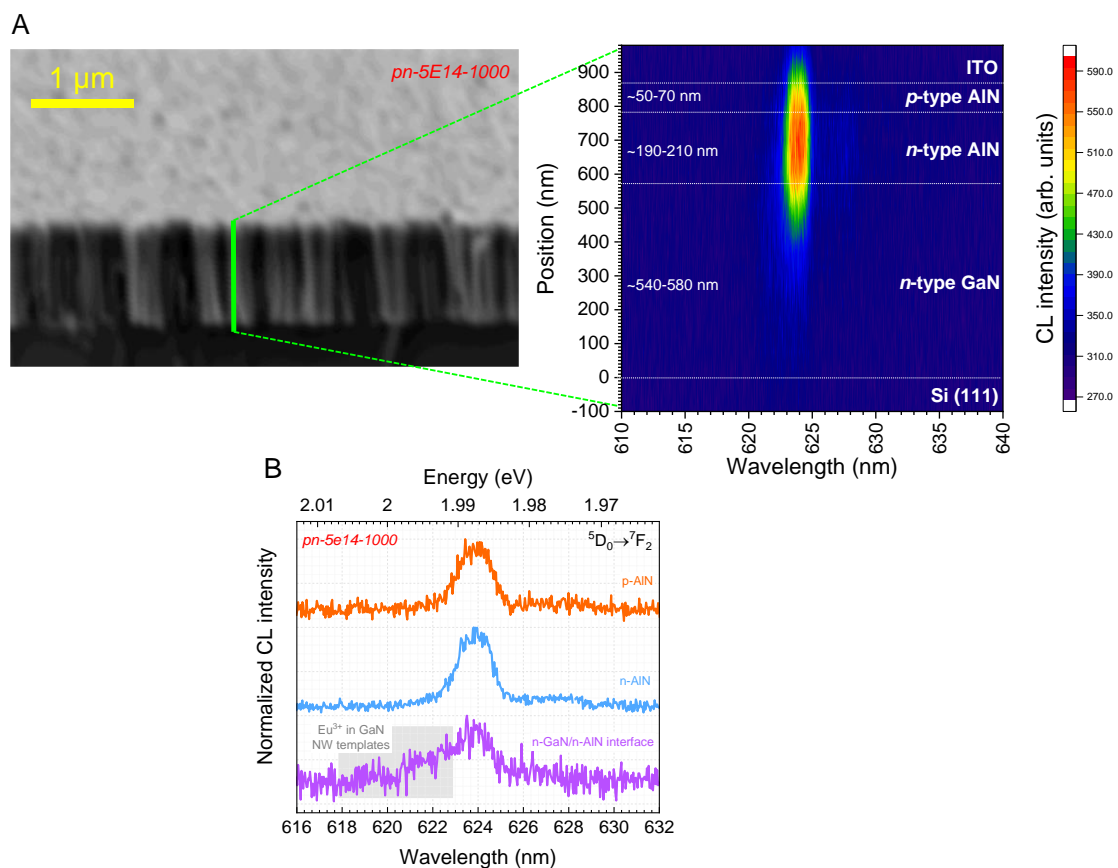 A
1 µm
pn-5E14-1000
Position (nm)
900
800
700
600
500
400
300
200
100
0
-100
~50-70 nm
~190-210 nm
~540-580 nm
ITO
p-type AlN
n-type AlN
n-type GaN
Si (111)
610
615
620
625
630
635
640
Wavelength (nm)
CL intensity (arb. units)
590.0
550.0
510.0
470.0
430.0
390.0
350.0
310.0
270.0
B
Energy (eV)
2.01 2 1.99 1.98 1.97
pn-5e14-1000
⁵D₀→⁷F₂
p-AlN
n-AlN
Eu³⁺ in GaN
NW templates
n-GaN/n-AlN interface
Normalized CL intensity
616 618 620 622 624 626 628 630 632
Wavelength (nm)